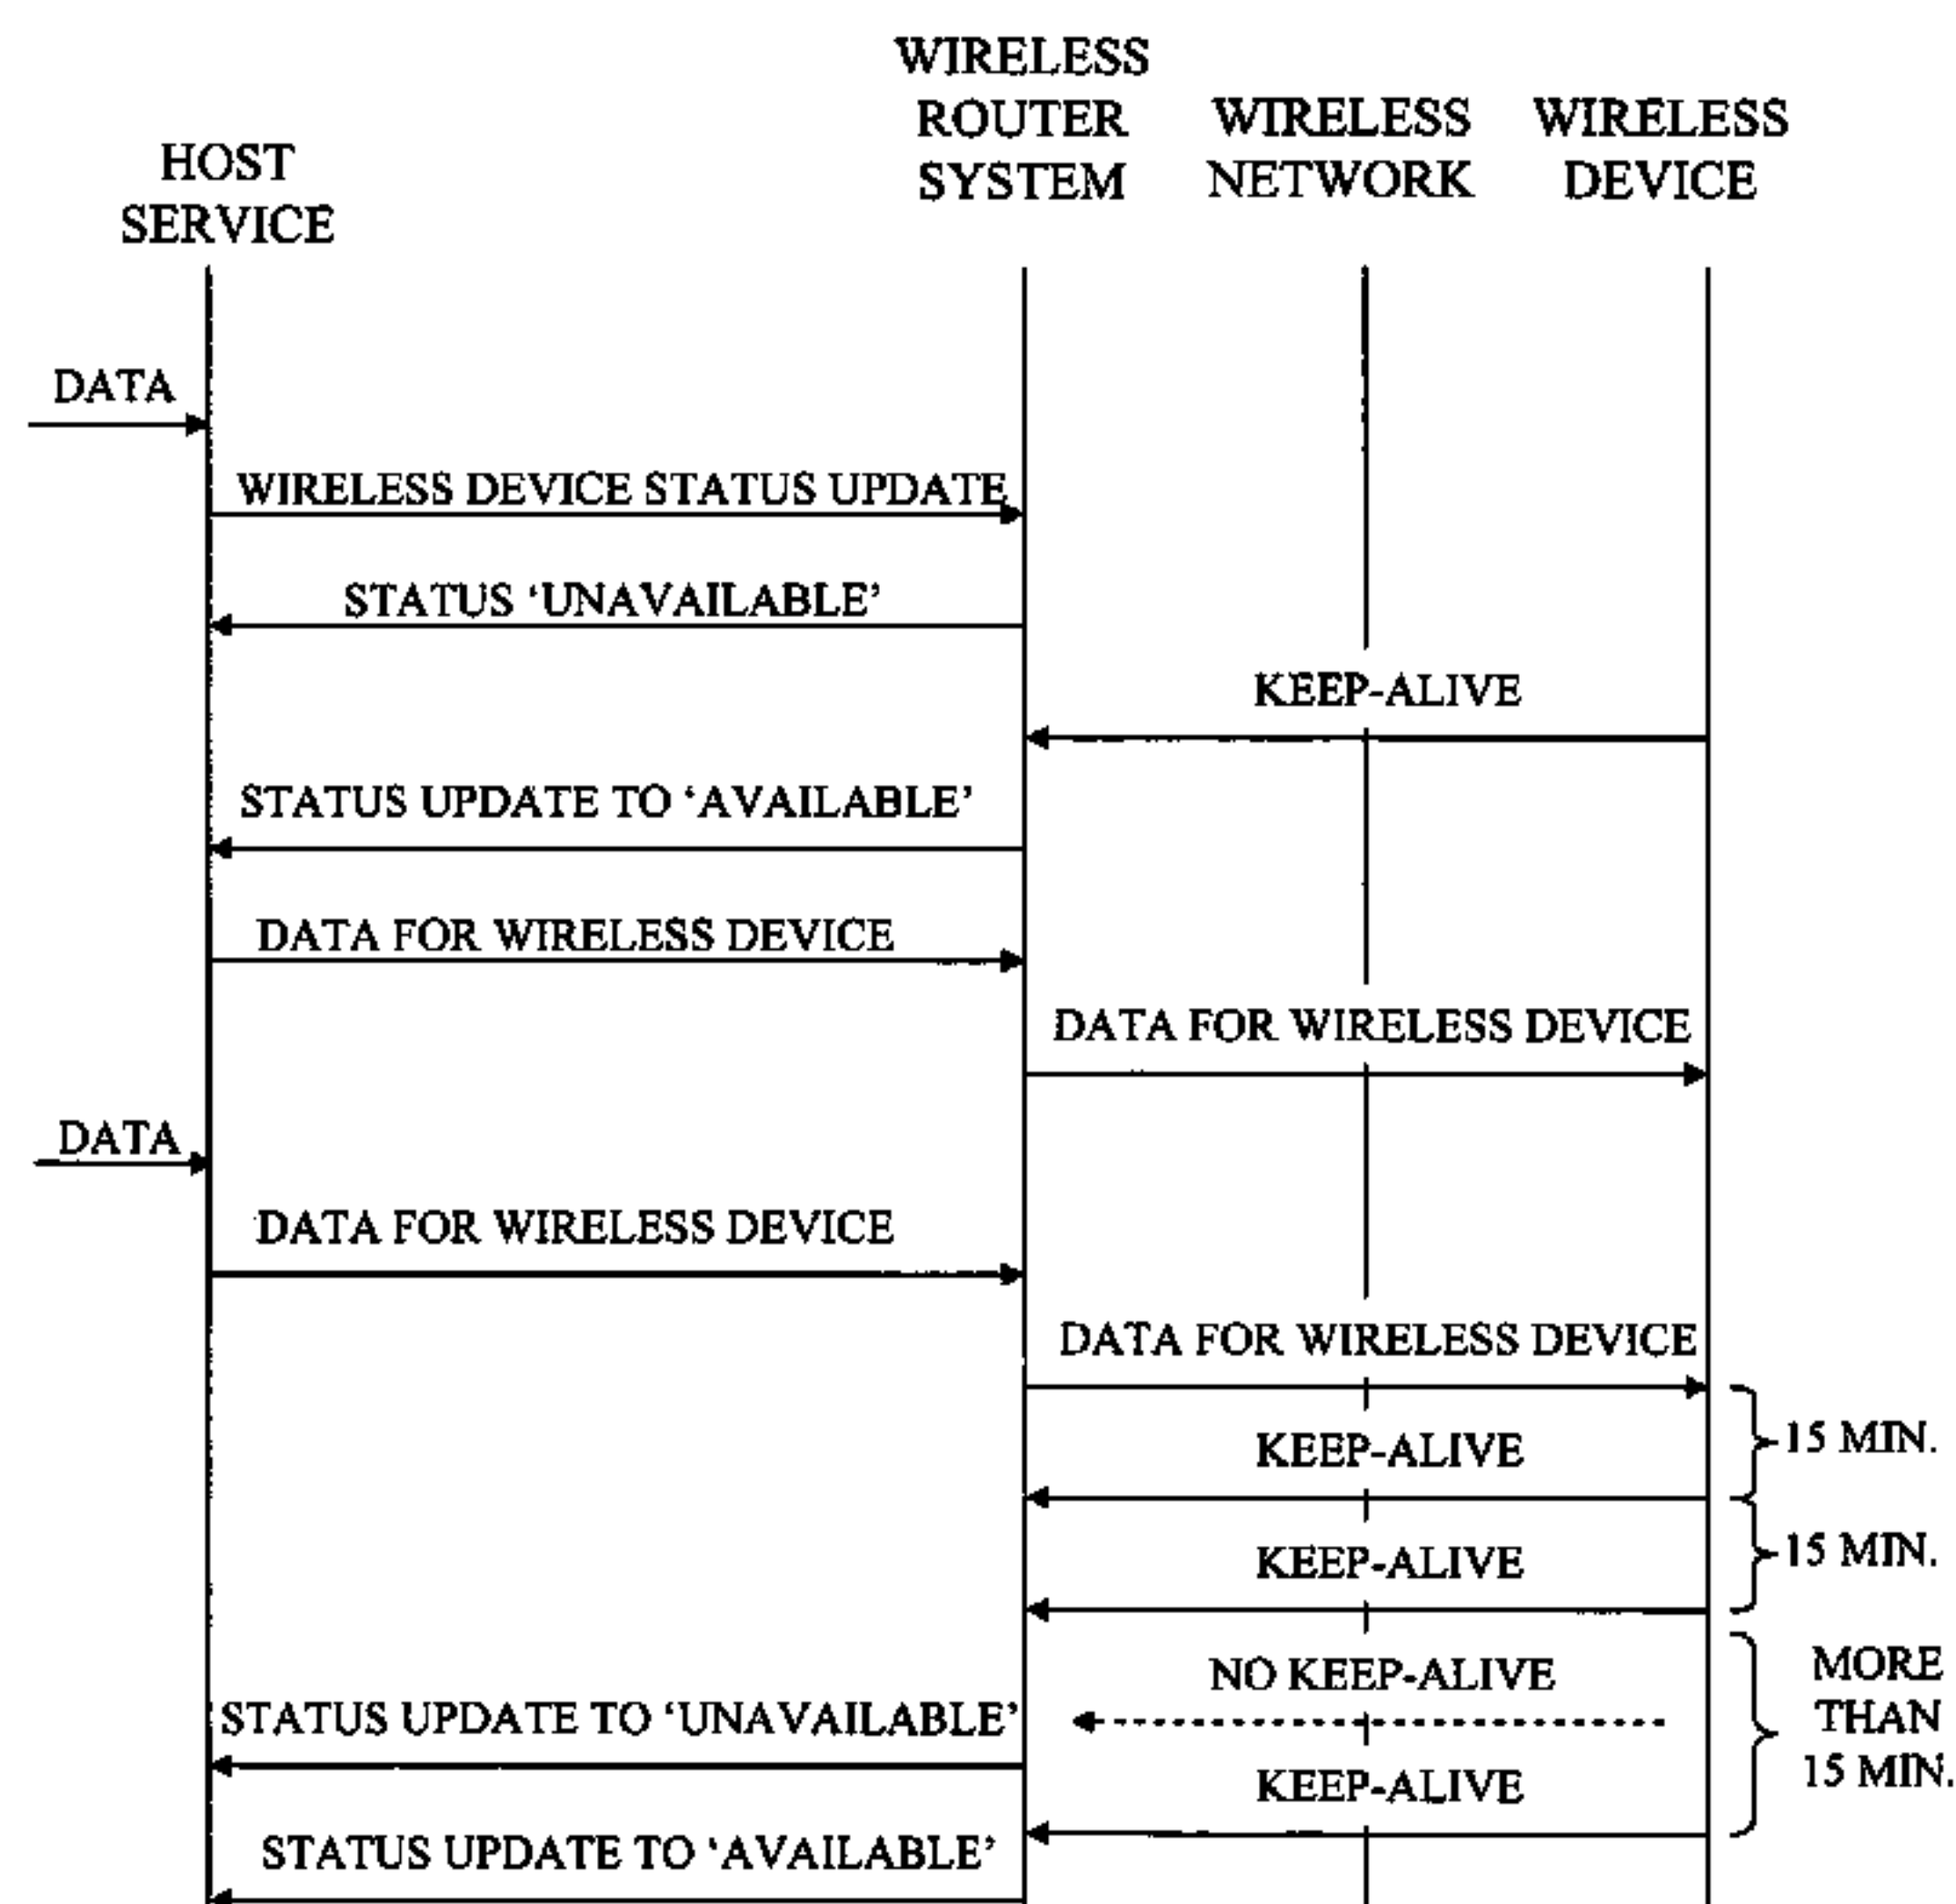 WIRELESS
ROUTER
SYSTEM
WIRELESS
NETWORK
WIRELESS
DEVICE
HOST
SERVICE
DATA
WIRELESS DEVICE STATUS UPDATE
STATUS ‘UNAVAILABLE’
KEEP-ALIVE
STATUS UPDATE TO ‘AVAILABLE’
DATA FOR WIRELESS DEVICE
DATA FOR WIRELESS DEVICE
DATA
DATA FOR WIRELESS DEVICE
DATA FOR WIRELESS DEVICE
15 MIN.
KEEP-ALIVE
15 MIN.
KEEP-ALIVE
NO KEEP-ALIVE
MORE
THAN
15 MIN.
STATUS UPDATE TO ‘UNAVAILABLE’
KEEP-ALIVE
STATUS UPDATE TO ‘AVAILABLE’